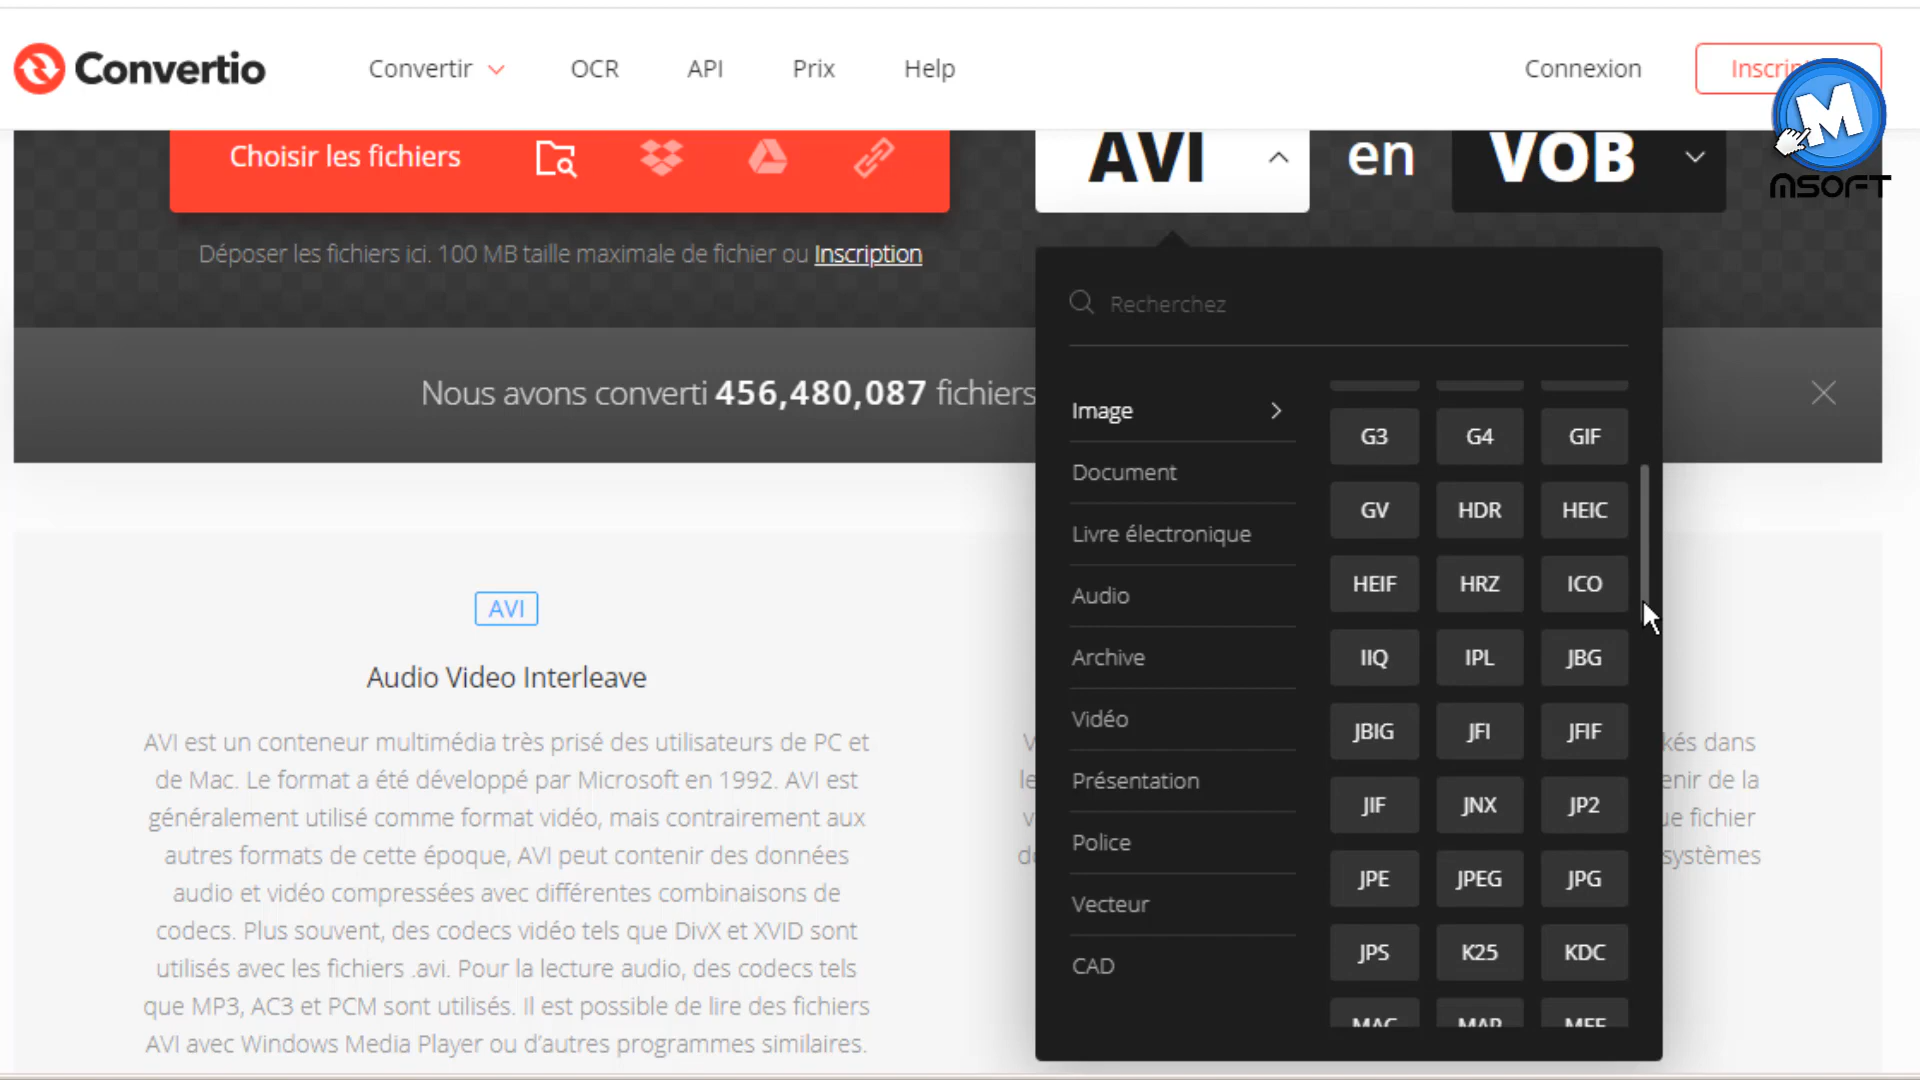 Convertio
Convertir
OCR
API
Prix
Help
Connexion
M
MSOFT
Choisir les fichiers
AVI
en
VOB
Déposer les fichiers ici. 100 MB taille maximale de fichier ou Inscription
Recherchez
Nous avons converti 456,480,087 fichiers
Image
Document
Livre électronique
Audio
Archive
Vidéo
Présentation
Police
Vecteur
CAD
G3 G4 GIF
GV HDR HEIC
HEIF HRZ ICO
IIQ IPL JBG
JBIG JFI JFIF
JIF JNX JP2
JPE JPEG JPG
JPS K25 KDC
AVI
Audio Video Interleave
AVI est un conteneur multimédia très prisé des utilisateurs de PC et
de Mac. Le format a été développé par Microsoft en 1992. AVI est
généralement utilisé comme format vidéo, mais contrairement aux
autres formats de cette époque, AVI peut contenir des données
audio et vidéo compressées avec différentes combinaisons de
codecs. Plus souvent, des codecs vidéo tels que DivX et XVID sont
utilisés avec les fichiers .avi. Pour la lecture audio, des codecs tels
que MP3, AC3 et PCM sont utilisés. Il est possible de lire des fichiers
AVI avec Windows Media Player ou d'autres programmes similaires.
dans
de la
fichier
systèmes